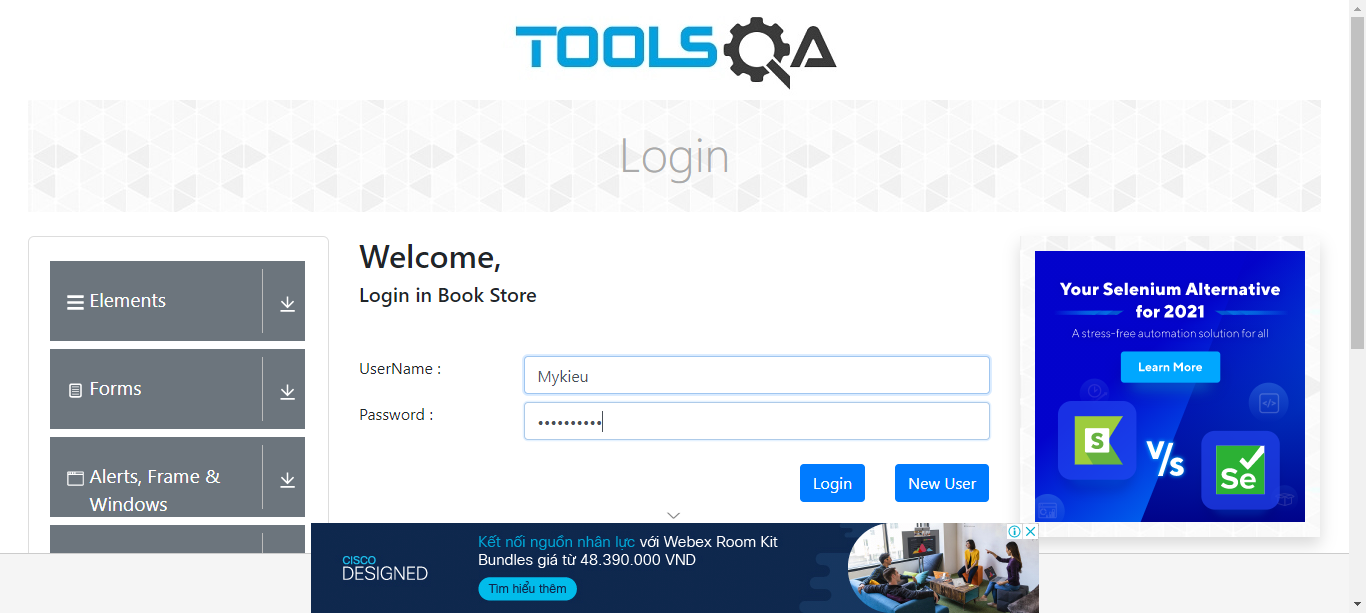 TOOLSQA
Login
Elements
Forms
Alerts, Frame &
Windows
Welcome,
Login in Book Store
UserName :
Mykieu
Password :
••••••••••
Login
New User
Your Selenium Alternative
for 2021
A stress-free automation solution for all
Learn More
S
V/s
Se
CISCO
DESIGNED
Kết nối nguồn nhân lực với Webex Room Kit
Bundles giá từ 48.390.000 VND
Tìm hiểu thêm